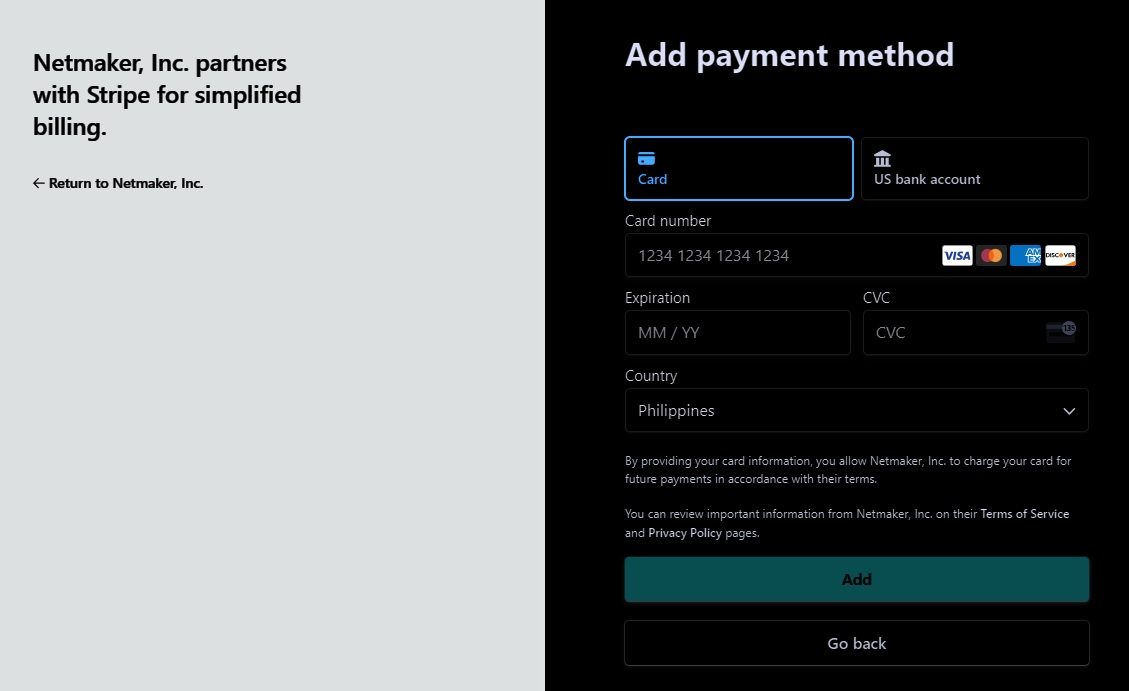 Netmaker, Inc. partners
with Stripe for simplified
billing.
Return to Netmaker, Inc.
Add payment method
Card
US bank account
Card number
1234 1234 1234 1234
VISA
AM
EX
DISCOVER
Expiration
CVC
MM / YY
CVC
135
Country
Philippines
By providing your card information, you allow Netmaker, Inc. to charge your card for
future payments in accordance with their terms.
You can review important information from Netmaker, Inc. on their Terms of Service
and Privacy Policy pages.
Add
Go back